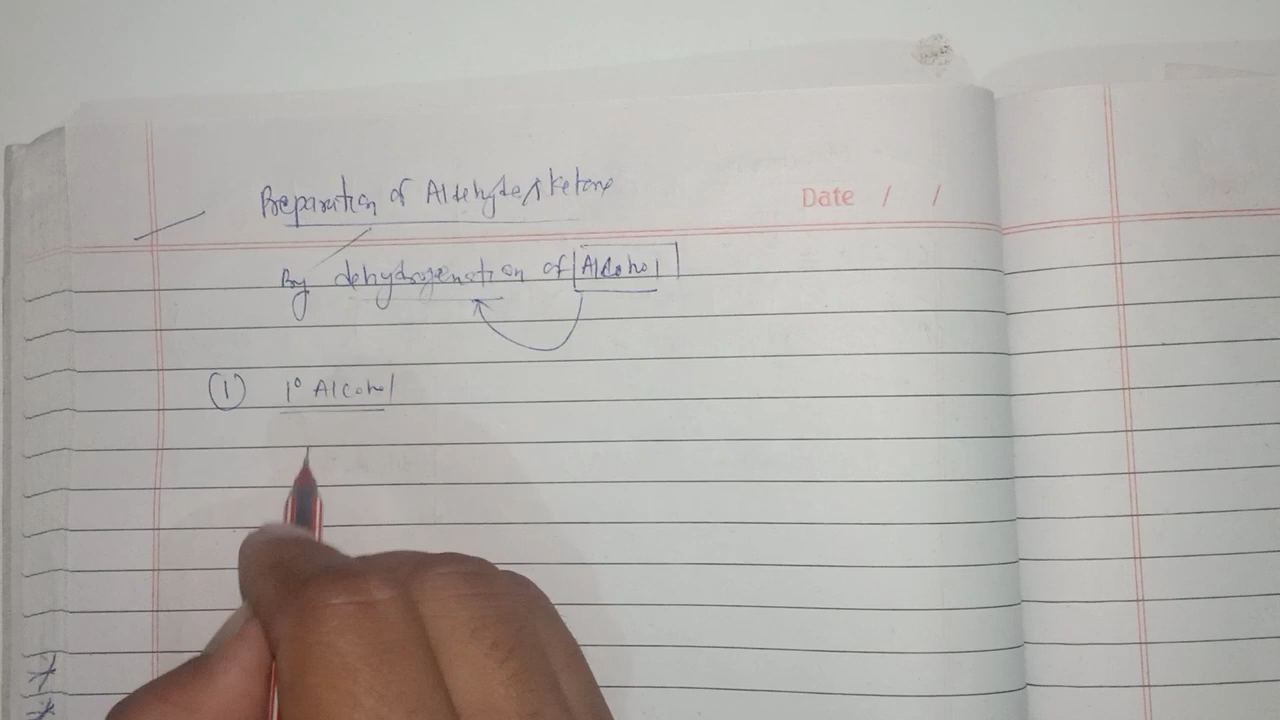 Preparation of Aldehyde/Ketone
Date / /
By dehydrogenation of Alcohol
(1) 1° Alcohol